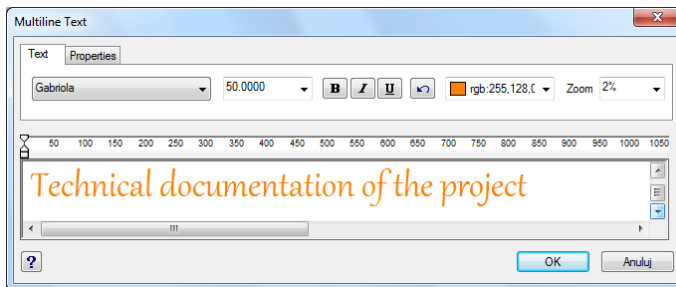 Multiline Text
Text Properties
Gabriola 50.0000 B I U rgb:255,128,0 Zoom 2%
50 100 150 200 250 300 350 400 450 500 550 600 650 700 750 800 850 900 950 1000 1050
Technical documentation of the project
? OK Anuluj